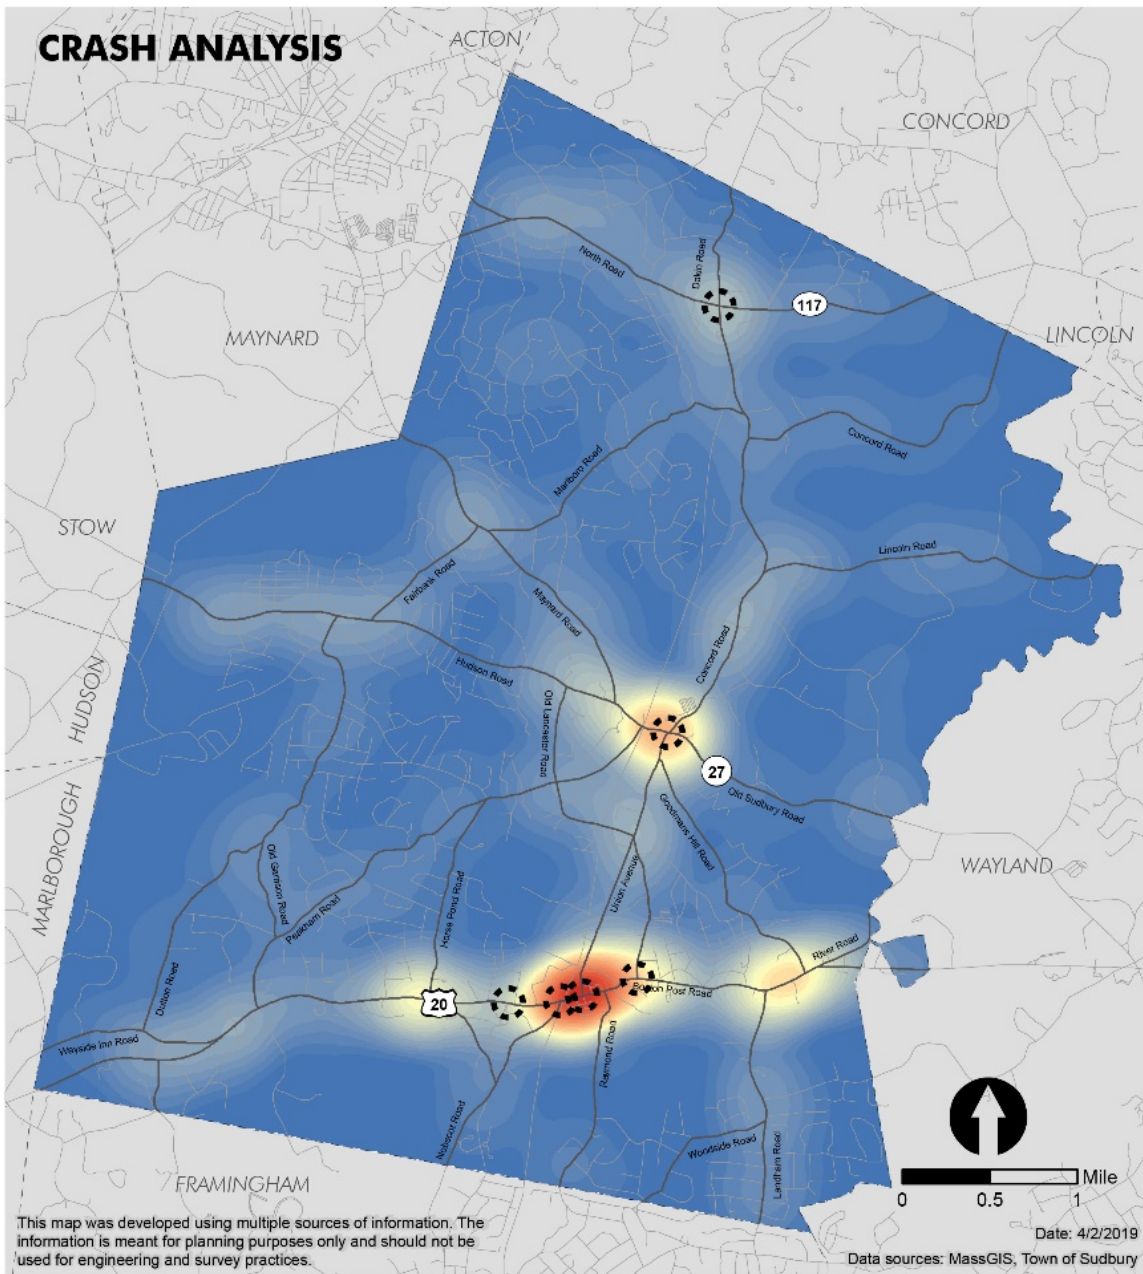 CRASH ANALYSIS
ACTON
CONCORD
Dakin Road
North Road
117
MAYNARD
LINCOLN
Concord Road
Marlboro Road
STOW
Lincoln Road
Fairbank Road
Maynard Road
Concord Road
Hudson Road
HUDSON
Old Lancaster Road
27
Old Sudbury Road
Goodmans Hill Road
MARLBOROUGH
WAYLAND
Old Garrison Road
Peakham Road
Horse Pond Road
Union Avenue
River Road
Dutton Road
20
Boston Post Road
Wayside Inn Road
Raymond Road
Nobscot Road
Woodside Road
Landham Road
FRAMINGHAM
Mile
0 0.5 1
This map was developed using multiple sources of information. The
information is meant for planning purposes only and should not be
used for engineering and survey practices.
Date: 4/2/2019
Data sources: MassGIS, Town of Sudbury